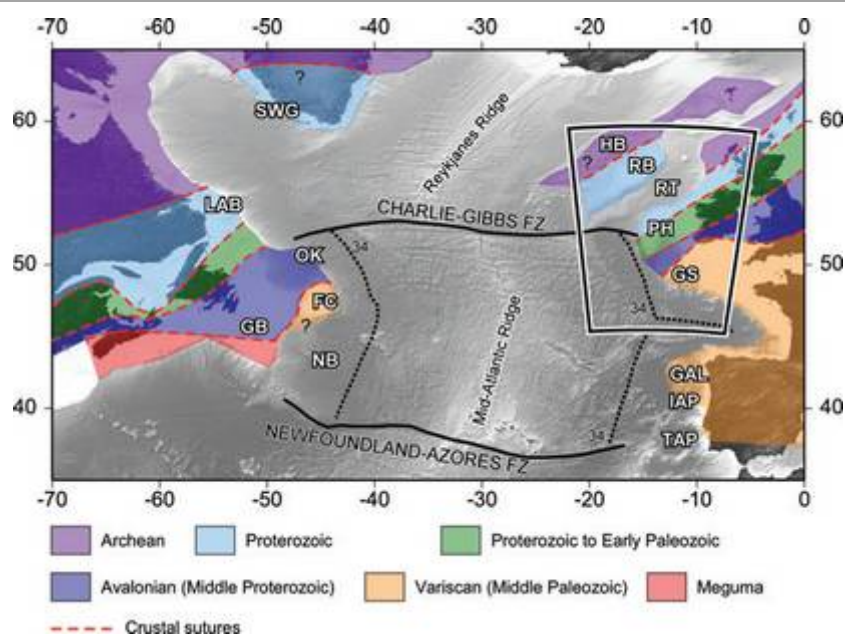 -70 -60 -50 -40 -30 -20 -10 0
60 60
50 50
40 40
?
SWG
Reykjanes Ridge
?
HB
?
RB
RT
LAB
CHARLIE-GIBBS FZ
PH
34
OK
GS
FC
34
GB
?
Mid-Atlantic Ridge
NB
GAL
IAP
34
NEWFOUNDLAND-AZORES FZ
TAP
-70 -60 -50 -40 -30 -20 -10 0
Archean Proterozoic Proterozoic to Early Paleozoic
Avalonian (Middle Proterozoic) Variscan (Middle Paleozoic) Meguma
Crustal sutures